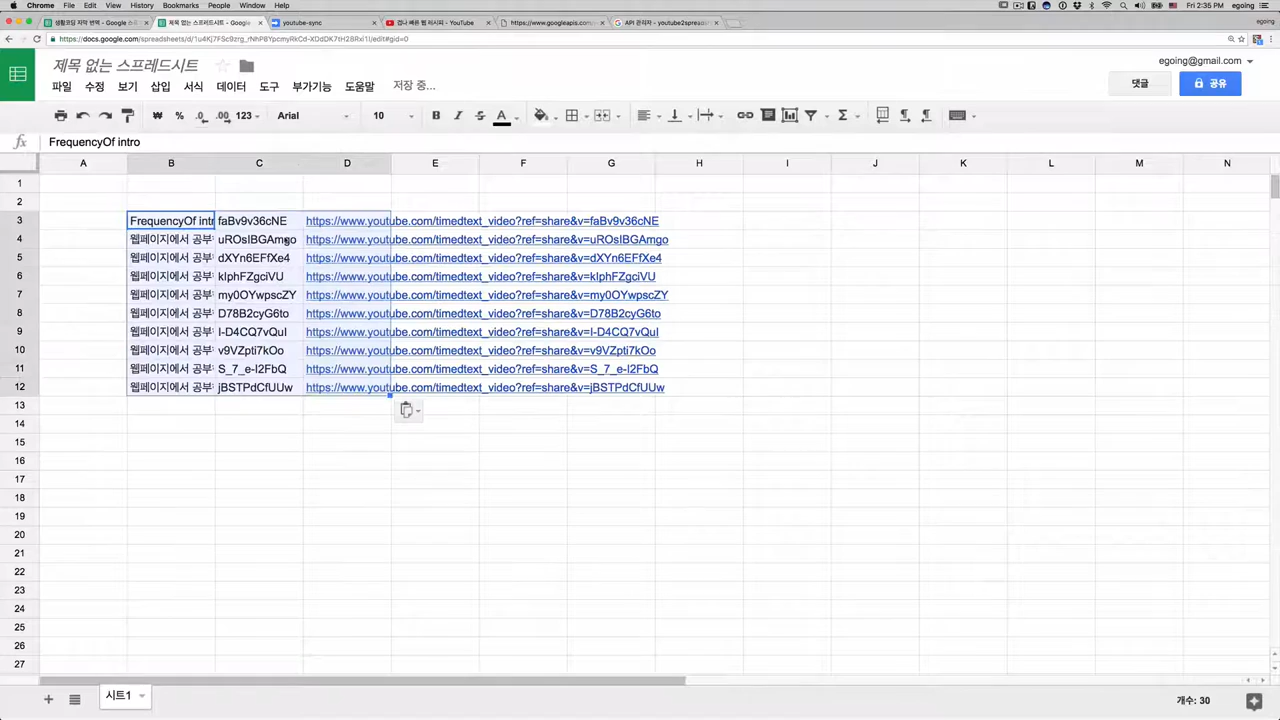 Chrome File Edit View History Bookmarks People Window Help
Fri 2:35 PM egoing
생활코딩 자막 번역 - Google 스
제목 없는 스프레드시트 - Google
youtube-sync
겁나 빠른 웹 레시피 - YouTube
https://www.googleapis.com/
API 관리자 - youtube2spreads
egoing
제목 없는 스프레드시트
egoing@gmail.com
파일 수정 보기 삽입 서식 데이터 도구 부가기능 도움말 저장 중...
댓글
공유
₩ % .0 .00 123 Arial 10 B I S A
fx FrequencyOf intro
A B C D E F G H I J K L M N
1
2
3 FrequencyOf intr faBv9v36cNE https://www.youtube.com/timedtext_video?ref=share&v=faBv9v36cNE
4 웹페이지에서 공부 uROsIBGAmgo https://www.youtube.com/timedtext_video?ref=share&v=uROsIBGAmgo
5 웹페이지에서 공부 dXYn6EFfXe4 https://www.youtube.com/timedtext_video?ref=share&v=dXYn6EFfXe4
6 웹페이지에서 공부 kIphFZgciVU https://www.youtube.com/timedtext_video?ref=share&v=kIphFZgciVU
7 웹페이지에서 공부 my0OYwpscZY https://www.youtube.com/timedtext_video?ref=share&v=my0OYwpscZY
8 웹페이지에서 공부 D78B2cyG6to https://www.youtube.com/timedtext_video?ref=share&v=D78B2cyG6to
9 웹페이지에서 공부 I-D4CQ7vQuI https://www.youtube.com/timedtext_video?ref=share&v=I-D4CQ7vQuI
10 웹페이지에서 공부 v9VZpti7kOo https://www.youtube.com/timedtext_video?ref=share&v=v9VZpti7kOo
11 웹페이지에서 공부 S_7_e-I2FbQ https://www.youtube.com/timedtext_video?ref=share&v=S_7_e-I2FbQ
12 웹페이지에서 공부 jBSTPdCfUUw https://www.youtube.com/timedtext_video?ref=share&v=jBSTPdCfUUw
13
14
15
16
17
18
19
20
21
22
23
24
25
26
27
시트1
개수: 30